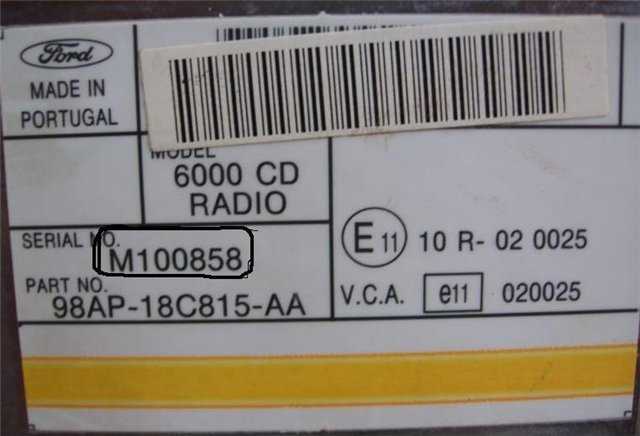 Ford
MADE IN
PORTUGAL
MODEL
6000 CD
RADIO
SERIAL NO.
M100858
PART NO.
98AP-18C815-AA
E 11 10 R- 02 0025
V.C.A. e11 020025